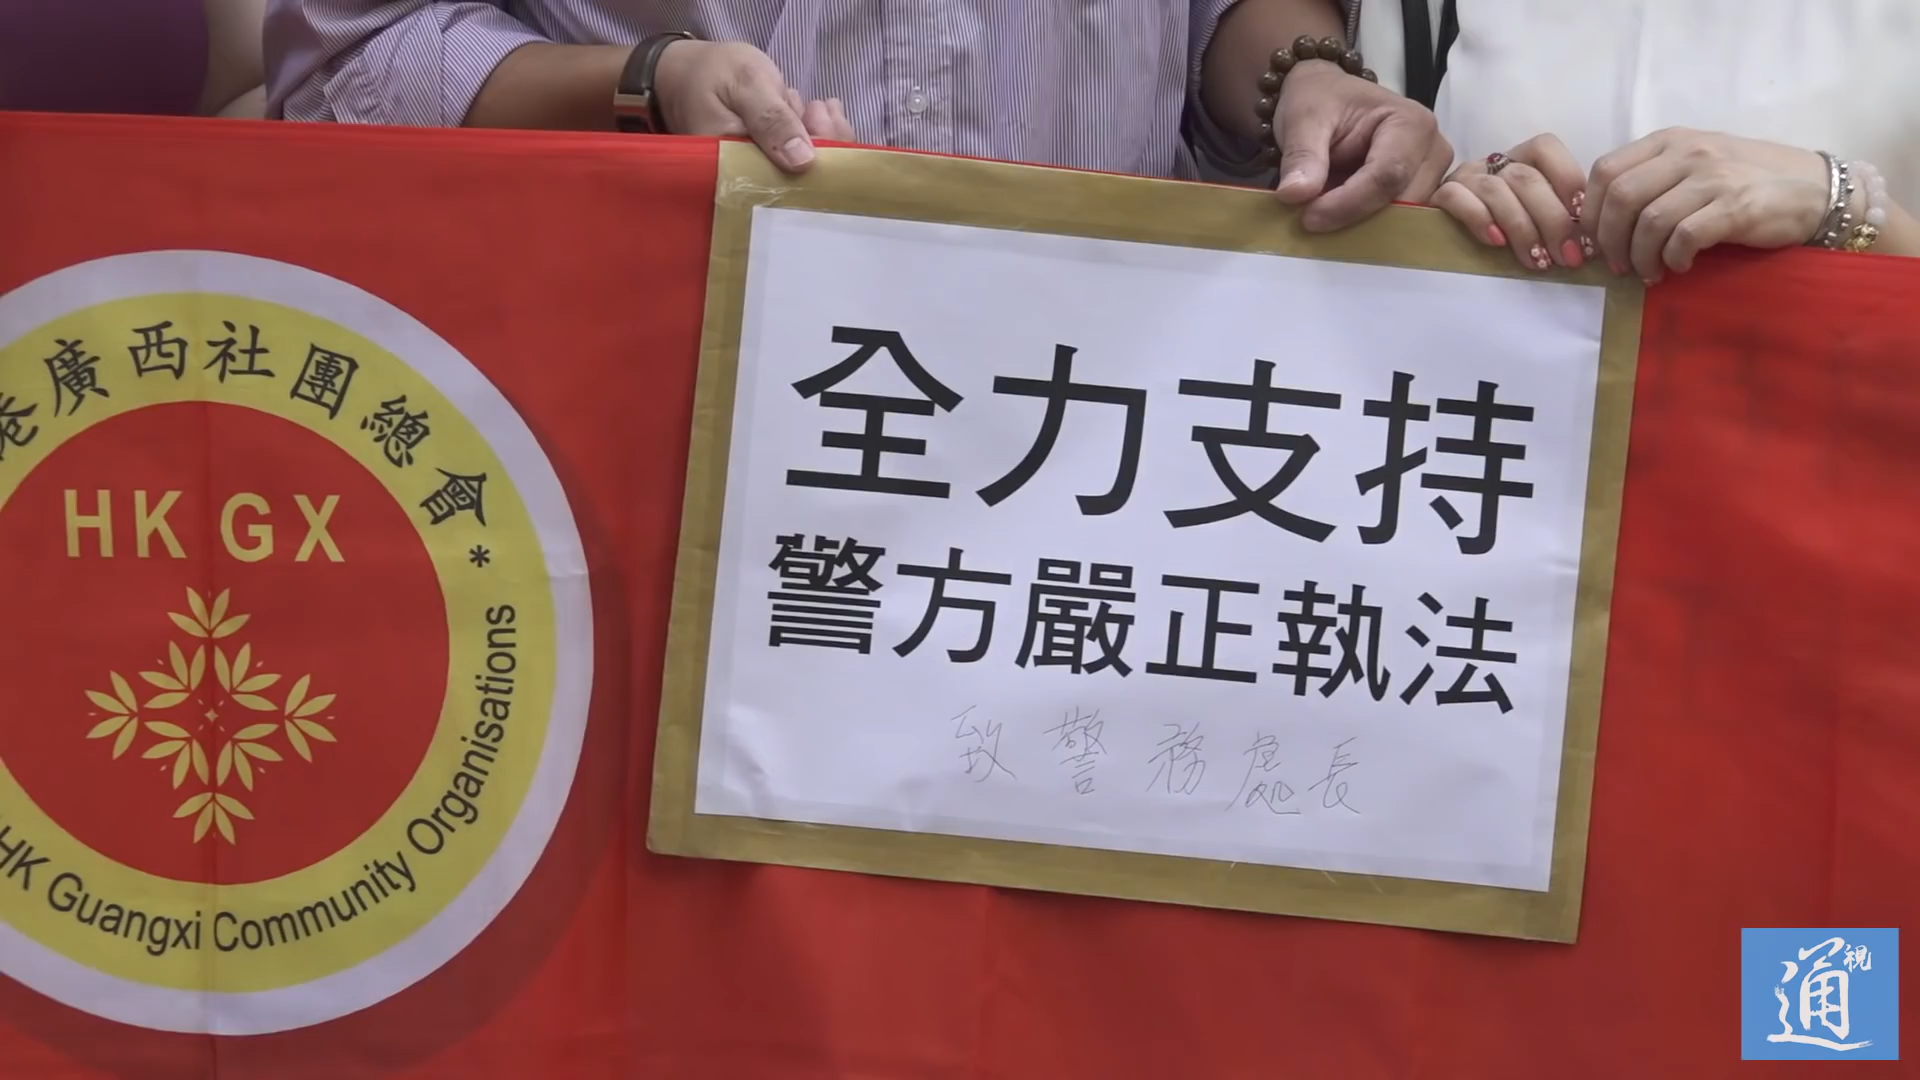 港廣西社團總會*
HKGX
HK Guangxi Community Organisations
全力支持
警方嚴正執法
致警務處長
通視